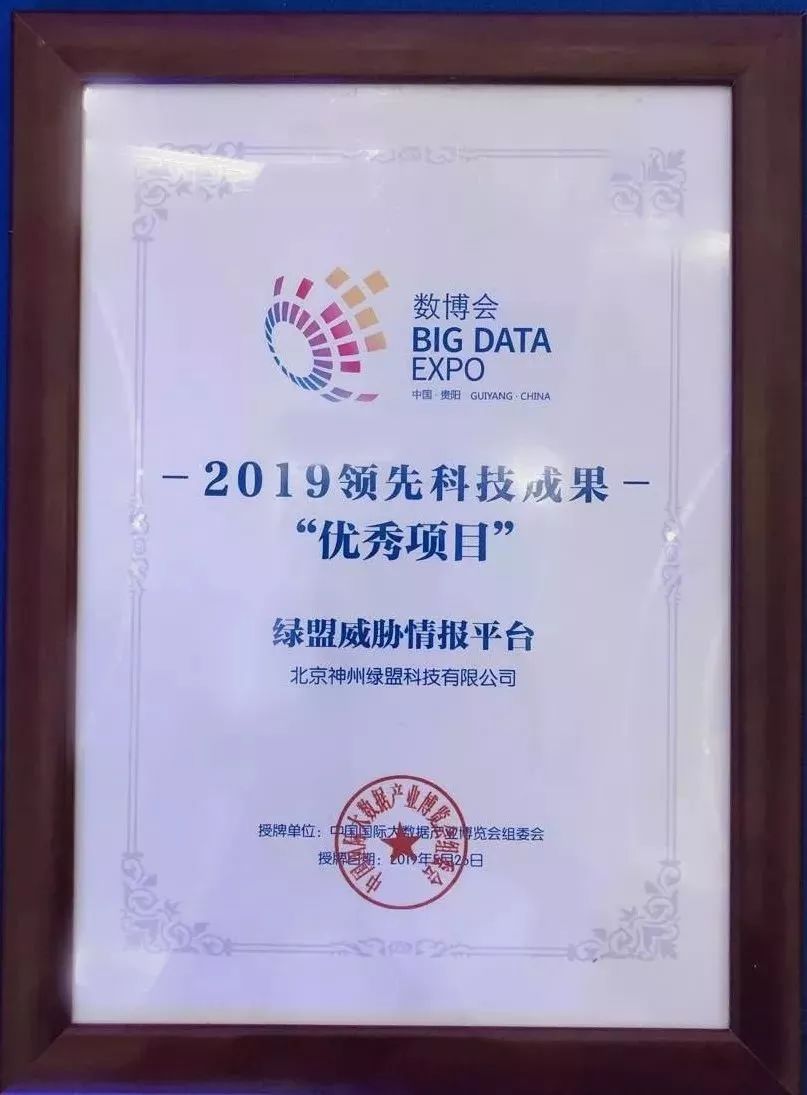 数博会
BIG DATA
EXPO
中国·贵阳 GUIYANG·CHINA
－2019领先科技成果－
“优秀项目”
绿盟威胁情报平台
北京神州绿盟科技有限公司
授牌单位：中国国际大数据产业博览会组委会
授牌日期：2019年5月26日
中国国际大数据产业博览会组委会